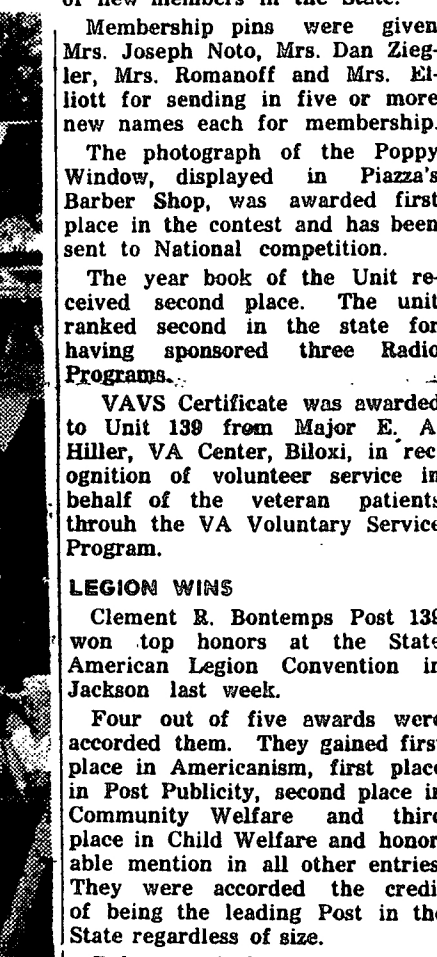 of new members in the State.
Membership pins were given
Mrs. Joseph Noto, Mrs. Dan Zieg-
ler, Mrs. Romanoff and Mrs. El-
liott for sending in five or more
new names each for membership.
The photograph of the Poppy
Window, displayed in Piazza's
Barber Shop, was awarded first
place in the contest and has been
sent to National competition.
The year book of the Unit re-
ceived second place. The unit
ranked second in the state for
having sponsored three Radio
Programs.
VAVS Certificate was awarded
to Unit 139 from Major E. A
Hiller, VA Center, Biloxi, in rec
ognition of volunteer service in
behalf of the veteran patients
throuh the VA Voluntary Service
Program.
LEGION WINS
Clement R. Bontemps Post 139
won top honors at the State
American Legion Convention in
Jackson last week.
Four out of five awards were
accorded them. They gained first
place in Americanism, first place
in Post Publicity, second place in
Community Welfare and third
place in Child Welfare and honor
able mention in all other entries
They were accorded the credi
of being the leading Post in the
State regardless of size.